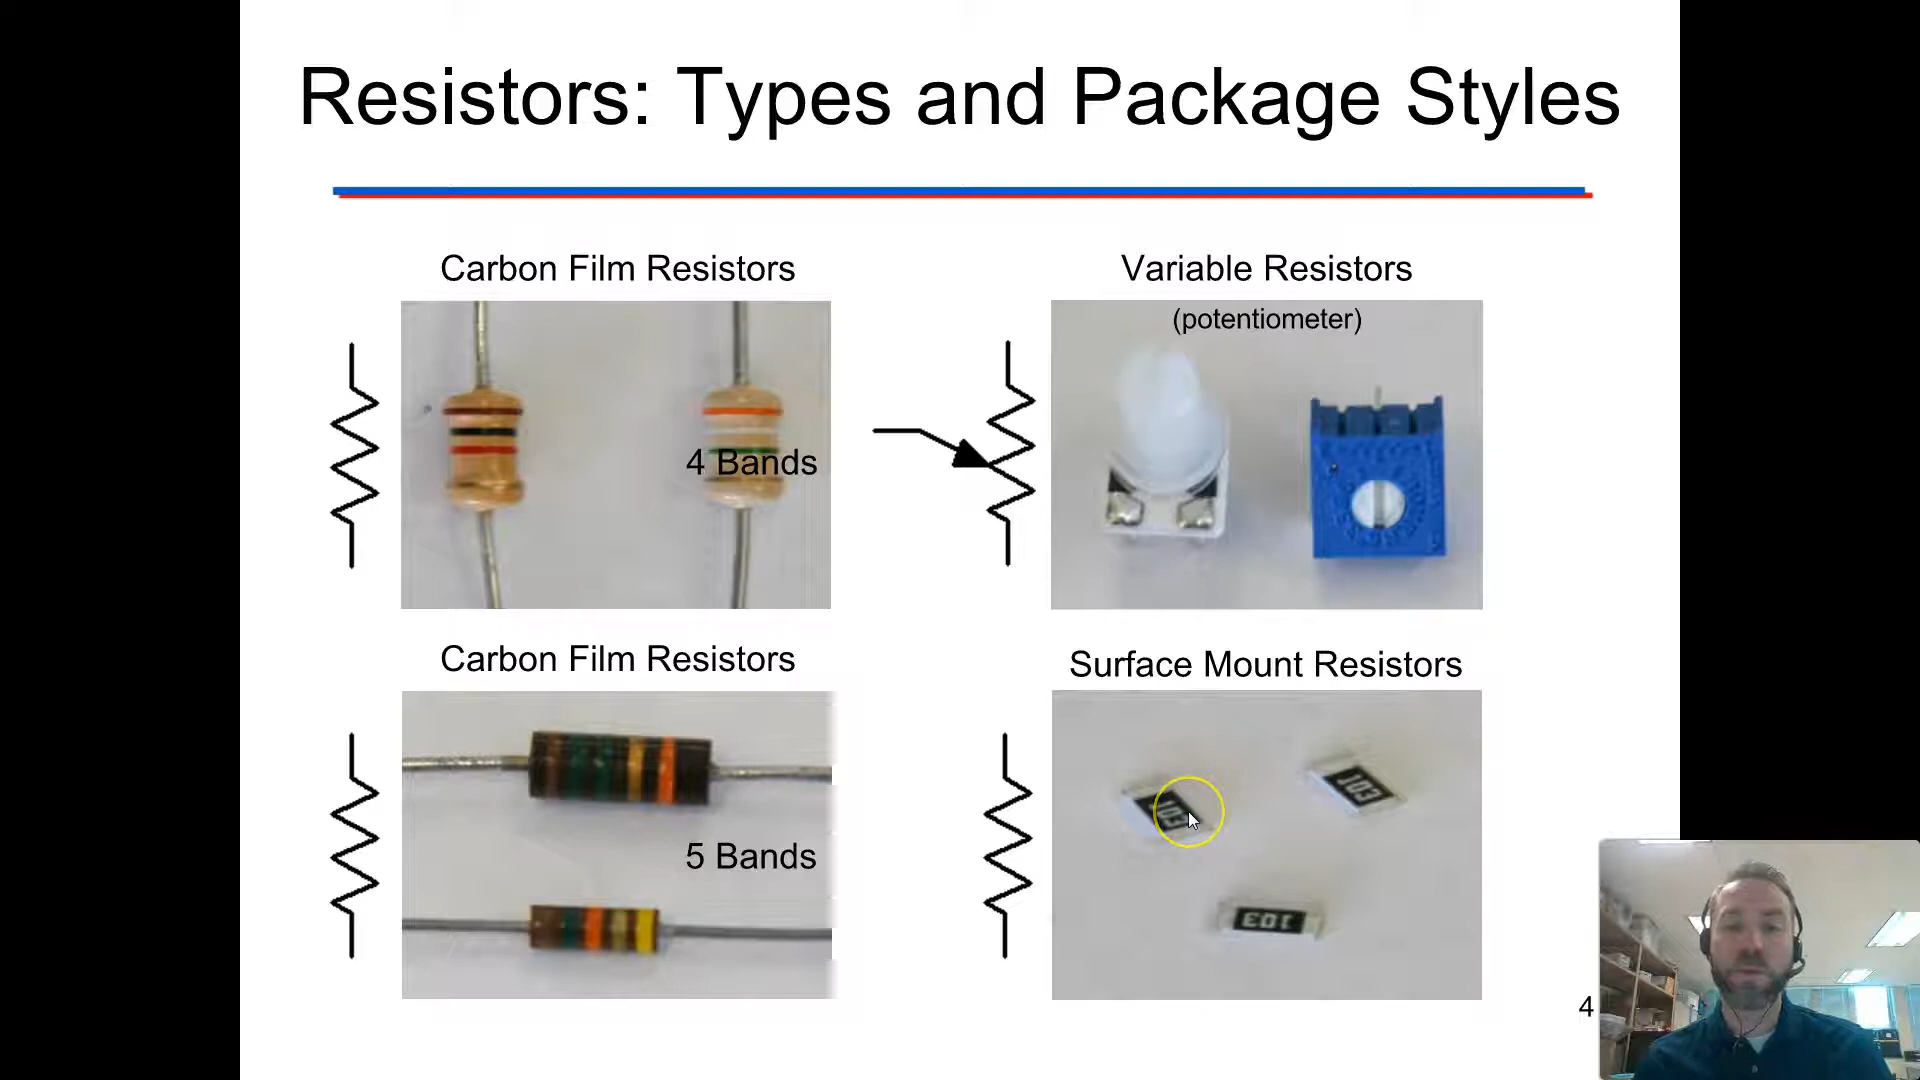 Resistors: Types and Package Styles
Carbon Film Resistors
4 Bands
Variable Resistors
(potentiometer)
Carbon Film Resistors
5 Bands
Surface Mount Resistors
103
103
103
4